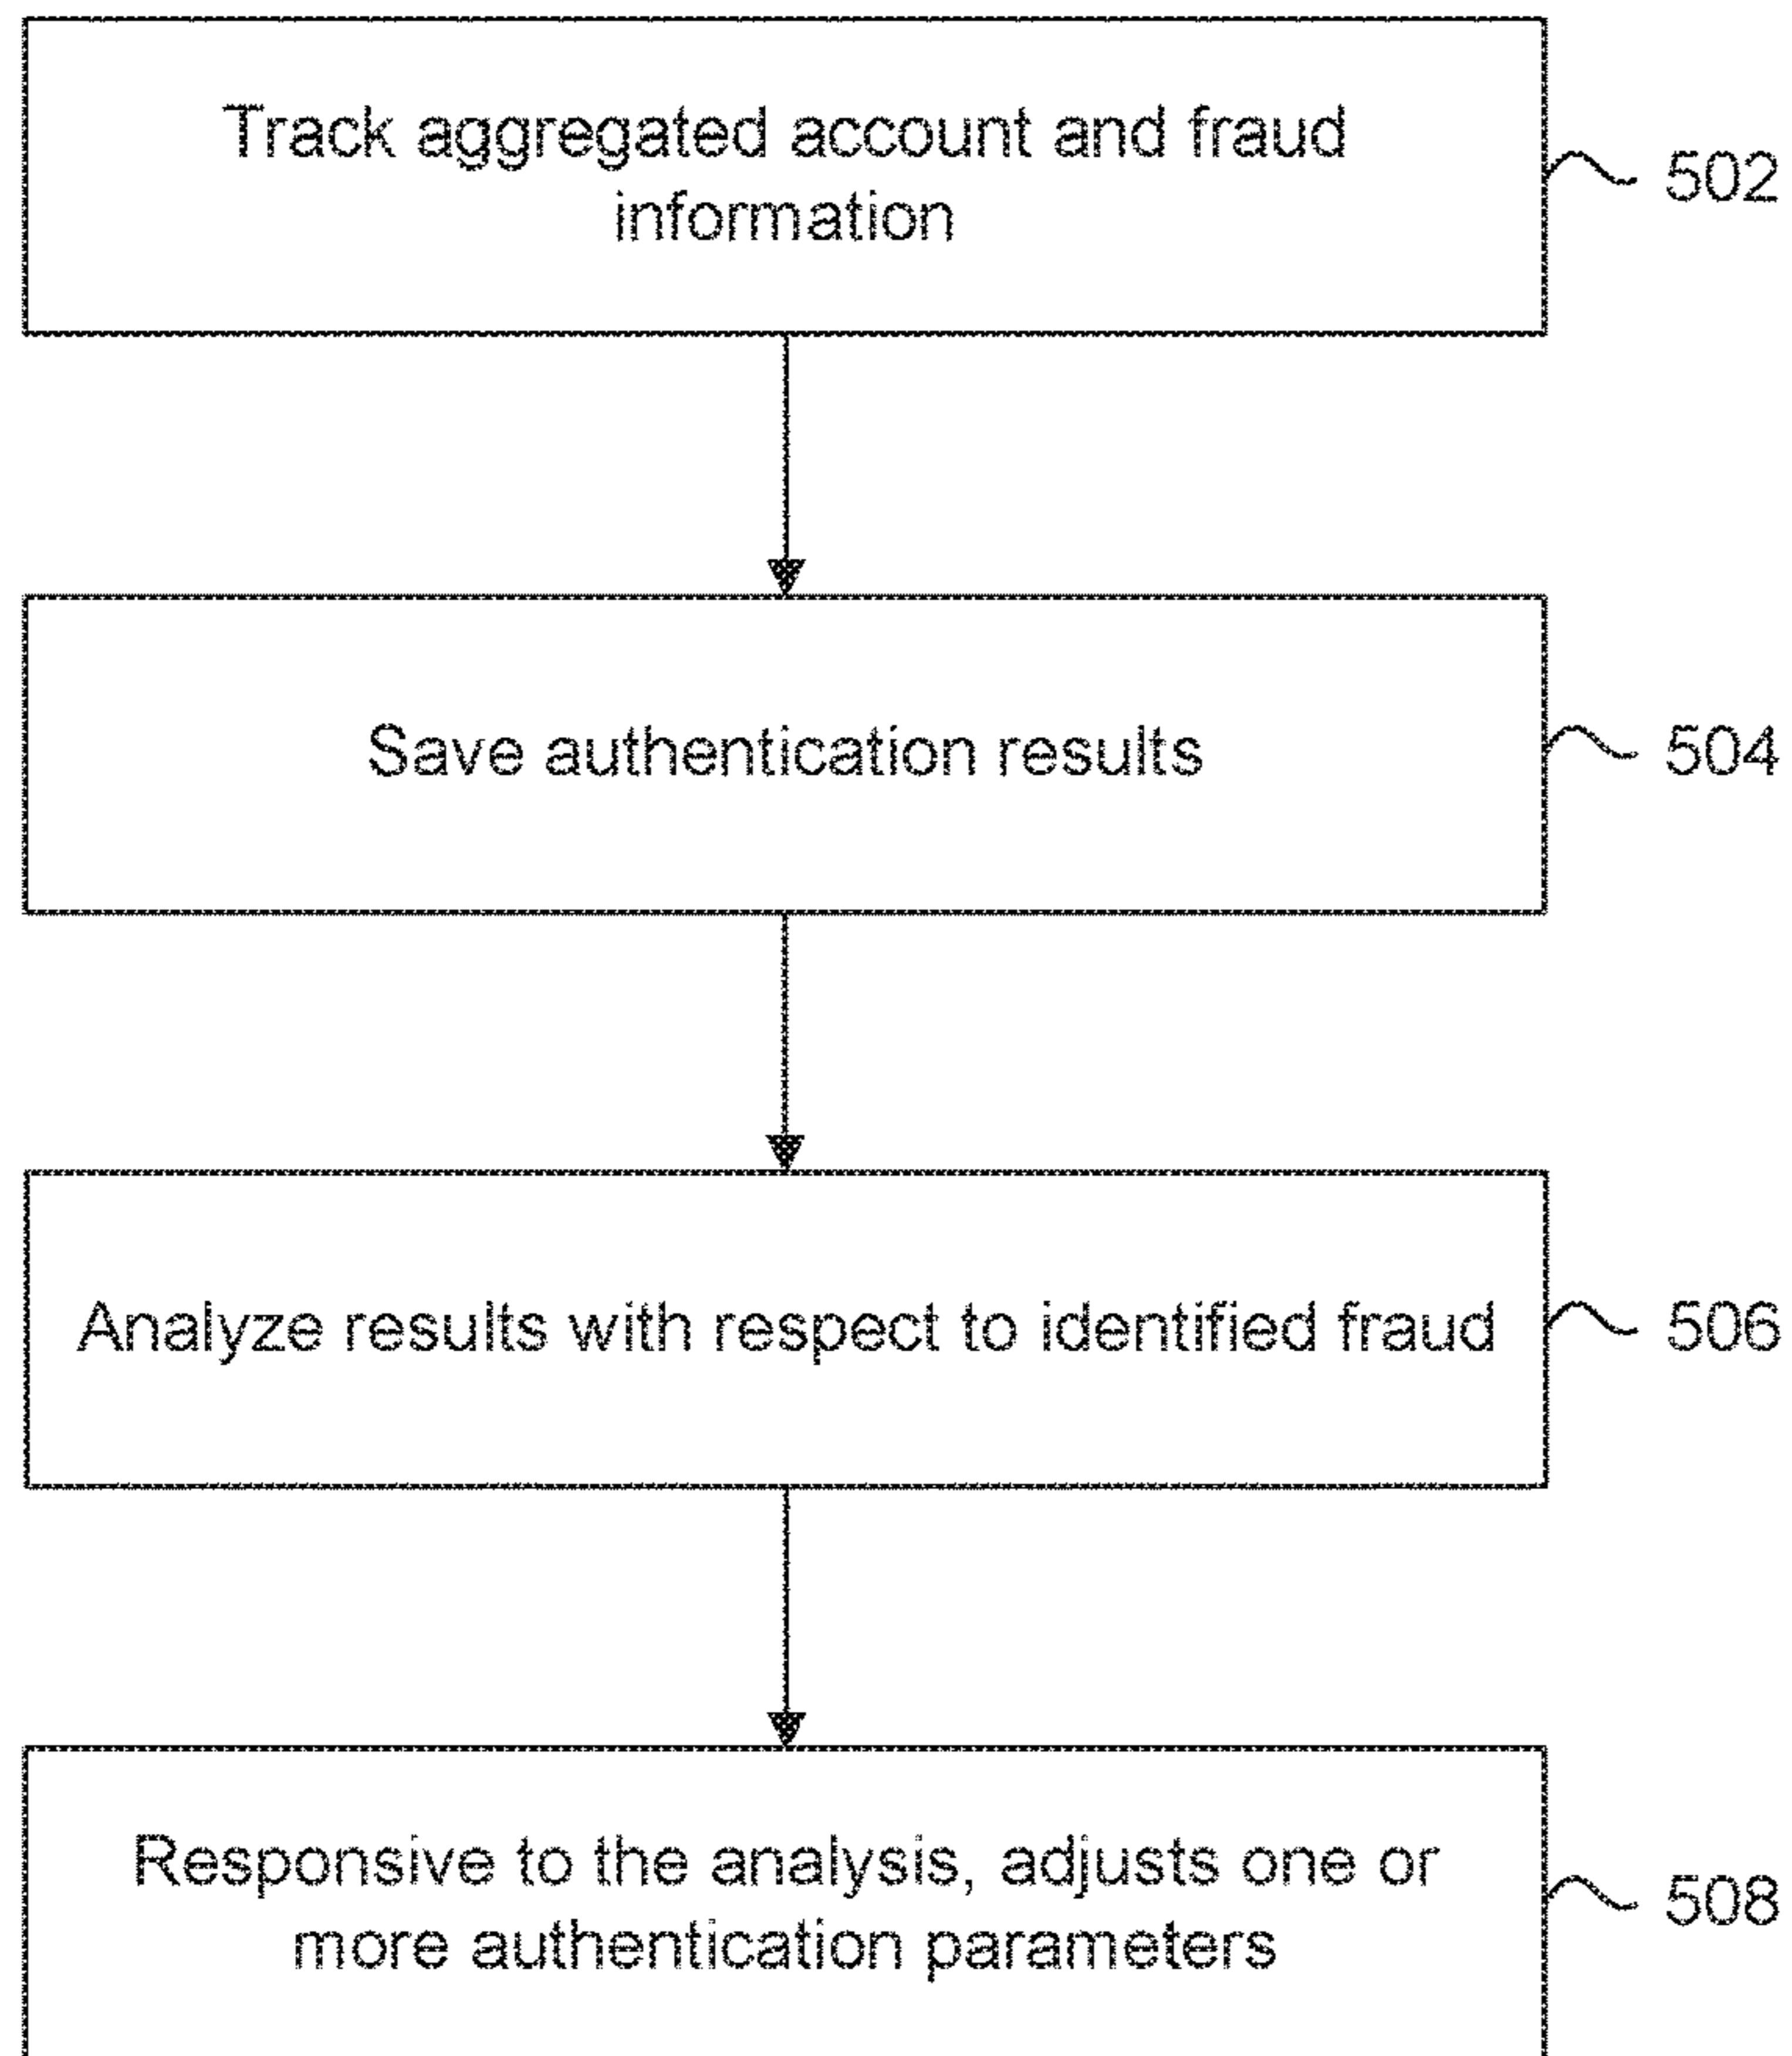 Track aggregated account and fraud
information
502
Save authentication results
504
Analyze results with respect to identified fraud
506
Responsive to the analysis, adjusts one or
more authentication parameters
508